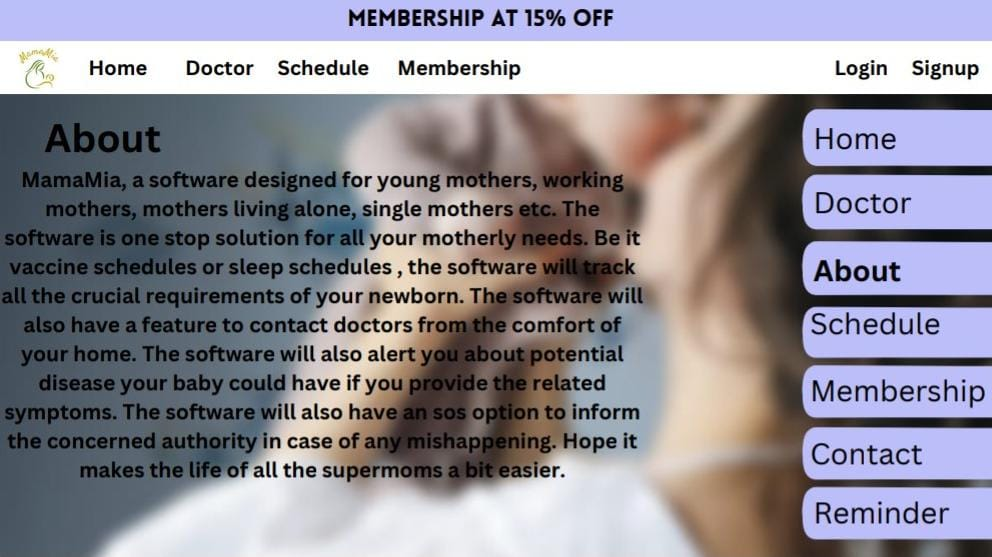 MEMBERSHIP AT 15% OFF
MamaMia
Home Doctor Schedule Membership Login Signup
About
MamaMia, a software designed for young mothers, working
mothers, mothers living alone, single mothers etc. The
software is one stop solution for all your motherly needs. Be it
vaccine schedules or sleep schedules , the software will track
all the crucial requirements of your newborn. The software will
also have a feature to contact doctors from the comfort of
your home. The software will also alert you about potential
disease your baby could have if you provide the related
symptoms. The software will also have an sos option to inform
the concerned authority in case of any mishappening. Hope it
makes the life of all the supermoms a bit easier.
Home
Doctor
About
Schedule
Membership
Contact
Reminder